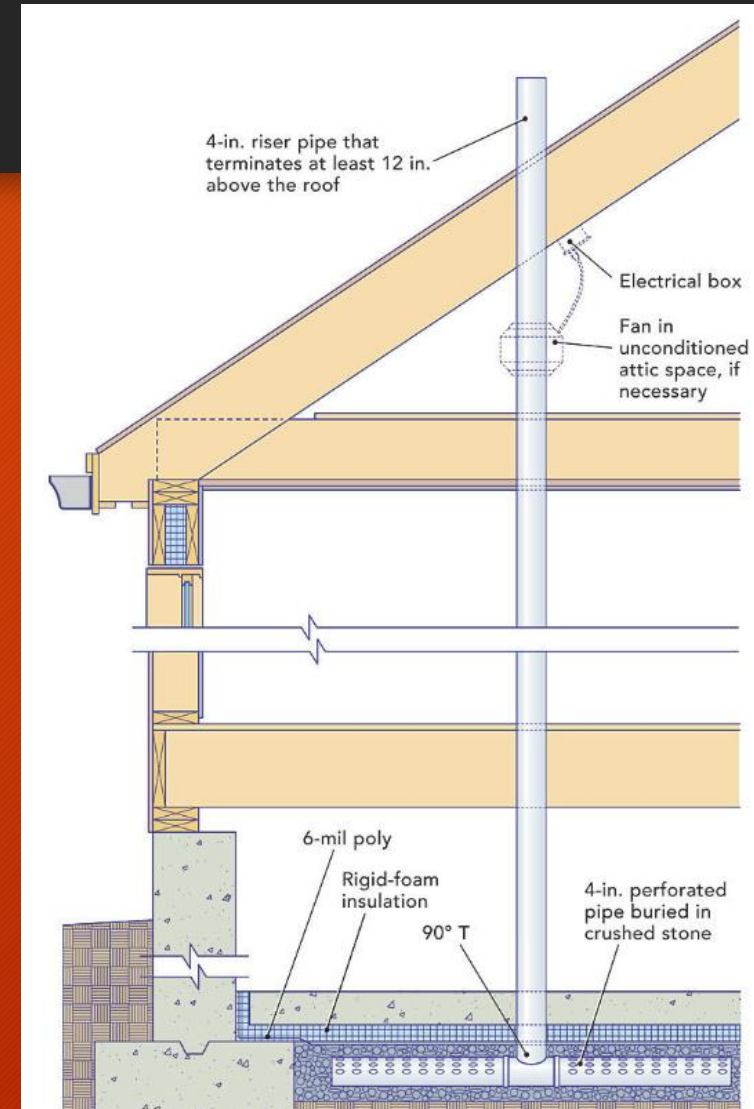 4-in. riser pipe that
terminates at least 12 in.
above the roof
Electrical box
Fan in
unconditioned
attic space, if
necessary
6-mil poly
Rigid-foam
insulation
90° T
4-in. perforated
pipe buried in
crushed stone